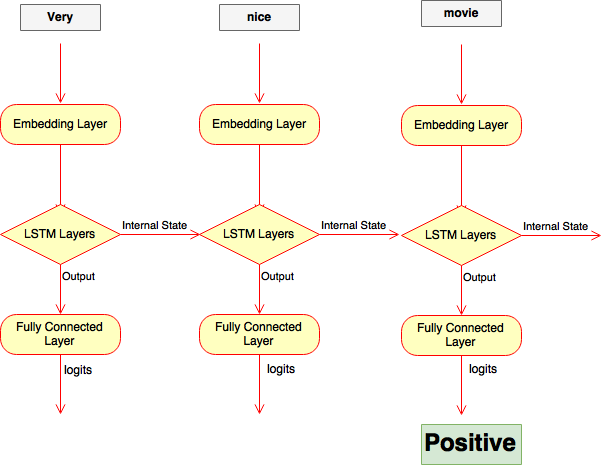 Very
nice
movie
Embedding Layer
Embedding Layer
Embedding Layer
LSTM Layers
Internal State
LSTM Layers
Internal State
LSTM Layers
Internal State
Output
Output
Output
Fully Connected
Layer
Fully Connected
Layer
Fully Connected
Layer
logits
logits
logits
Positive